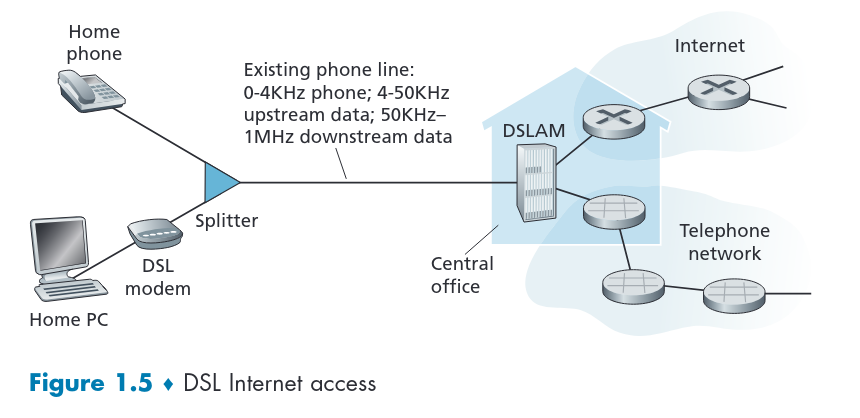 Home
phone
Existing phone line:
0-4KHz phone; 4-50KHz
upstream data; 50KHz–
1MHz downstream data
Internet
DSLAM
Splitter
DSL
modem
Home PC
Central
office
Telephone
network
Figure 1.5 ♦ DSL Internet access